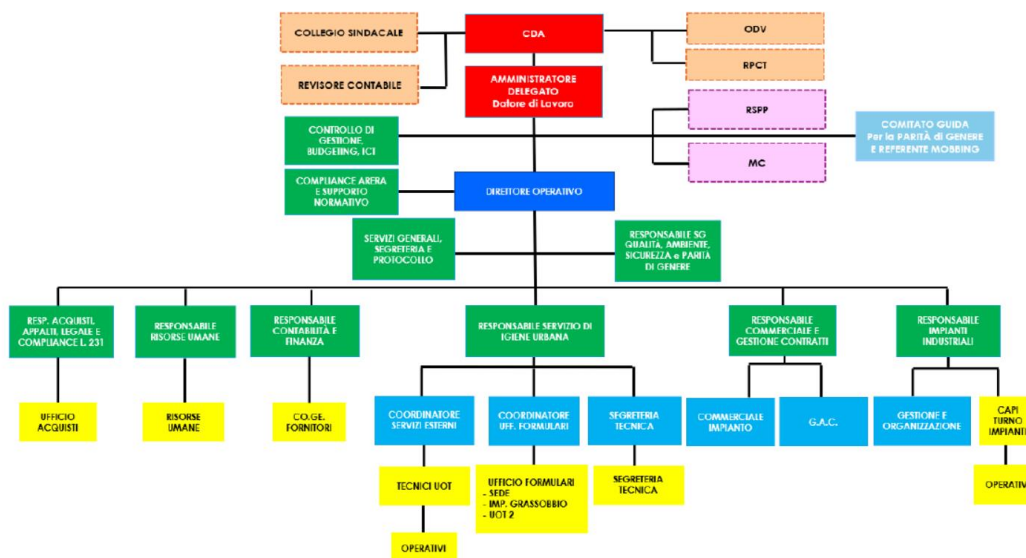 COLLEGIO SINDACALE
CDA
ODV
REVISORE CONTABILE
AMMINISTRATORE
DELEGATO
Datore di Lavoro
RPCT
RSPP
CONTROLLO DI
GESTIONE,
BUDGETING, ICT
COMITATO GUIDA
Per la PARITÀ di GENERE
E REFERENTE MOBBING
MC
COMPLIANCE ARERA
E SUPPORTO
NORMATIVO
DIRETTORE OPERATIVO
SERVIZI GENERALI,
SEGRETERIA E
PROTOCOLLO
RESPONSABILE SG
QUALITÀ, AMBIENTE,
SICUREZZA e PARITÀ
DI GENERE
RESP. ACQUISTI,
APPALTI, LEGALE E
COMPLIANCE L. 231
RESPONSABILE
RISORSE UMANE
RESPONSABILE
CONTABILITÀ E
FINANZA
RESPONSABILE SERVIZIO DI
IGIENE URBANA
RESPONSABILE
COMMERCIALE E
GESTIONE CONTRATTI
RESPONSABILE
IMPIANTI
INDUSTRIALI
UFFICIO
ACQUISTI
RISORSE
UMANE
CO.GE.
FORNITORI
COORDINATORE
SERVIZI ESTERNI
COORDINATORE
UFF. FORMULARI
SEGRETERIA
TECNICA
COMMERCIALE
IMPIANTO
G.A.C.
GESTIONE E
ORGANIZZAZIONE
CAPI
TURNO
IMPIANTI
TECNICI UOT
UFFICIO FORMULARI
- SEDE
- IMP. GRASSOBBIO
- UOT 2
SEGRETERIA
TECNICA
OPERATIVI
OPERATIVI